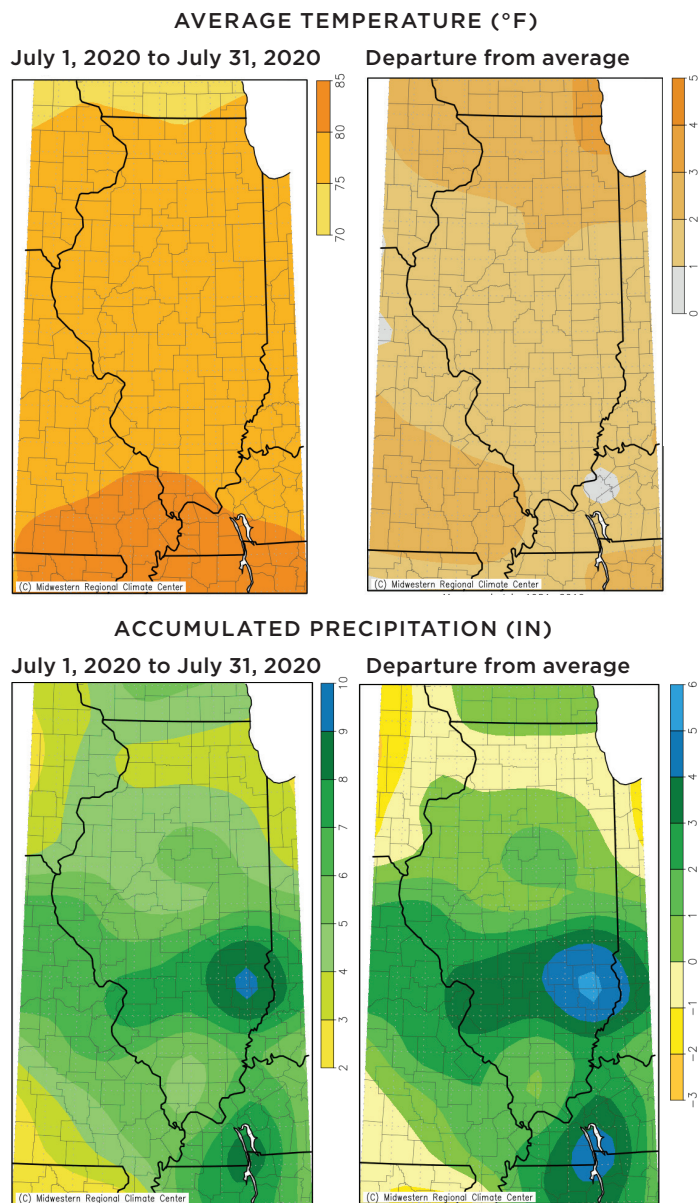 AVERAGE TEMPERATURE (°F)
July 1, 2020 to July 31, 2020
Departure from average
85
80
75
70
5
4
3
2
1
0
(C) Midwestern Regional Climate Center
(C) Midwestern Regional Climate Center
ACCUMULATED PRECIPITATION (IN)
July 1, 2020 to July 31, 2020
Departure from average
10
9
8
7
6
5
4
3
2
6
5
4
3
2
1
0
−1
−2
−3
(C) Midwestern Regional Climate Center
(C) Midwestern Regional Climate Center